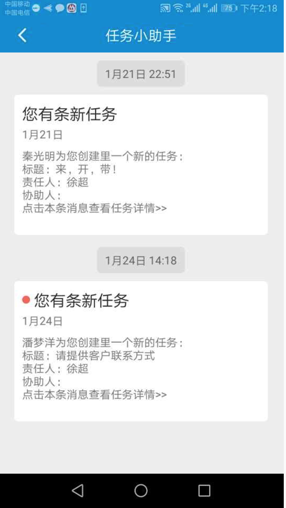 中国移动
中国电信
下午2:18
任务小助手
1月21日 22:51
您有条新任务
1月21日
秦光明为您创建里一个新的任务：
标题：来，开，带！
责任人：徐超
协助人：
点击本条消息查看任务详情>>
1月24日 14:18
您有条新任务
1月24日
潘梦洋为您创建里一个新的任务：
标题：请提供客户联系方式
责任人：徐超
协助人：
点击本条消息查看任务详情>>